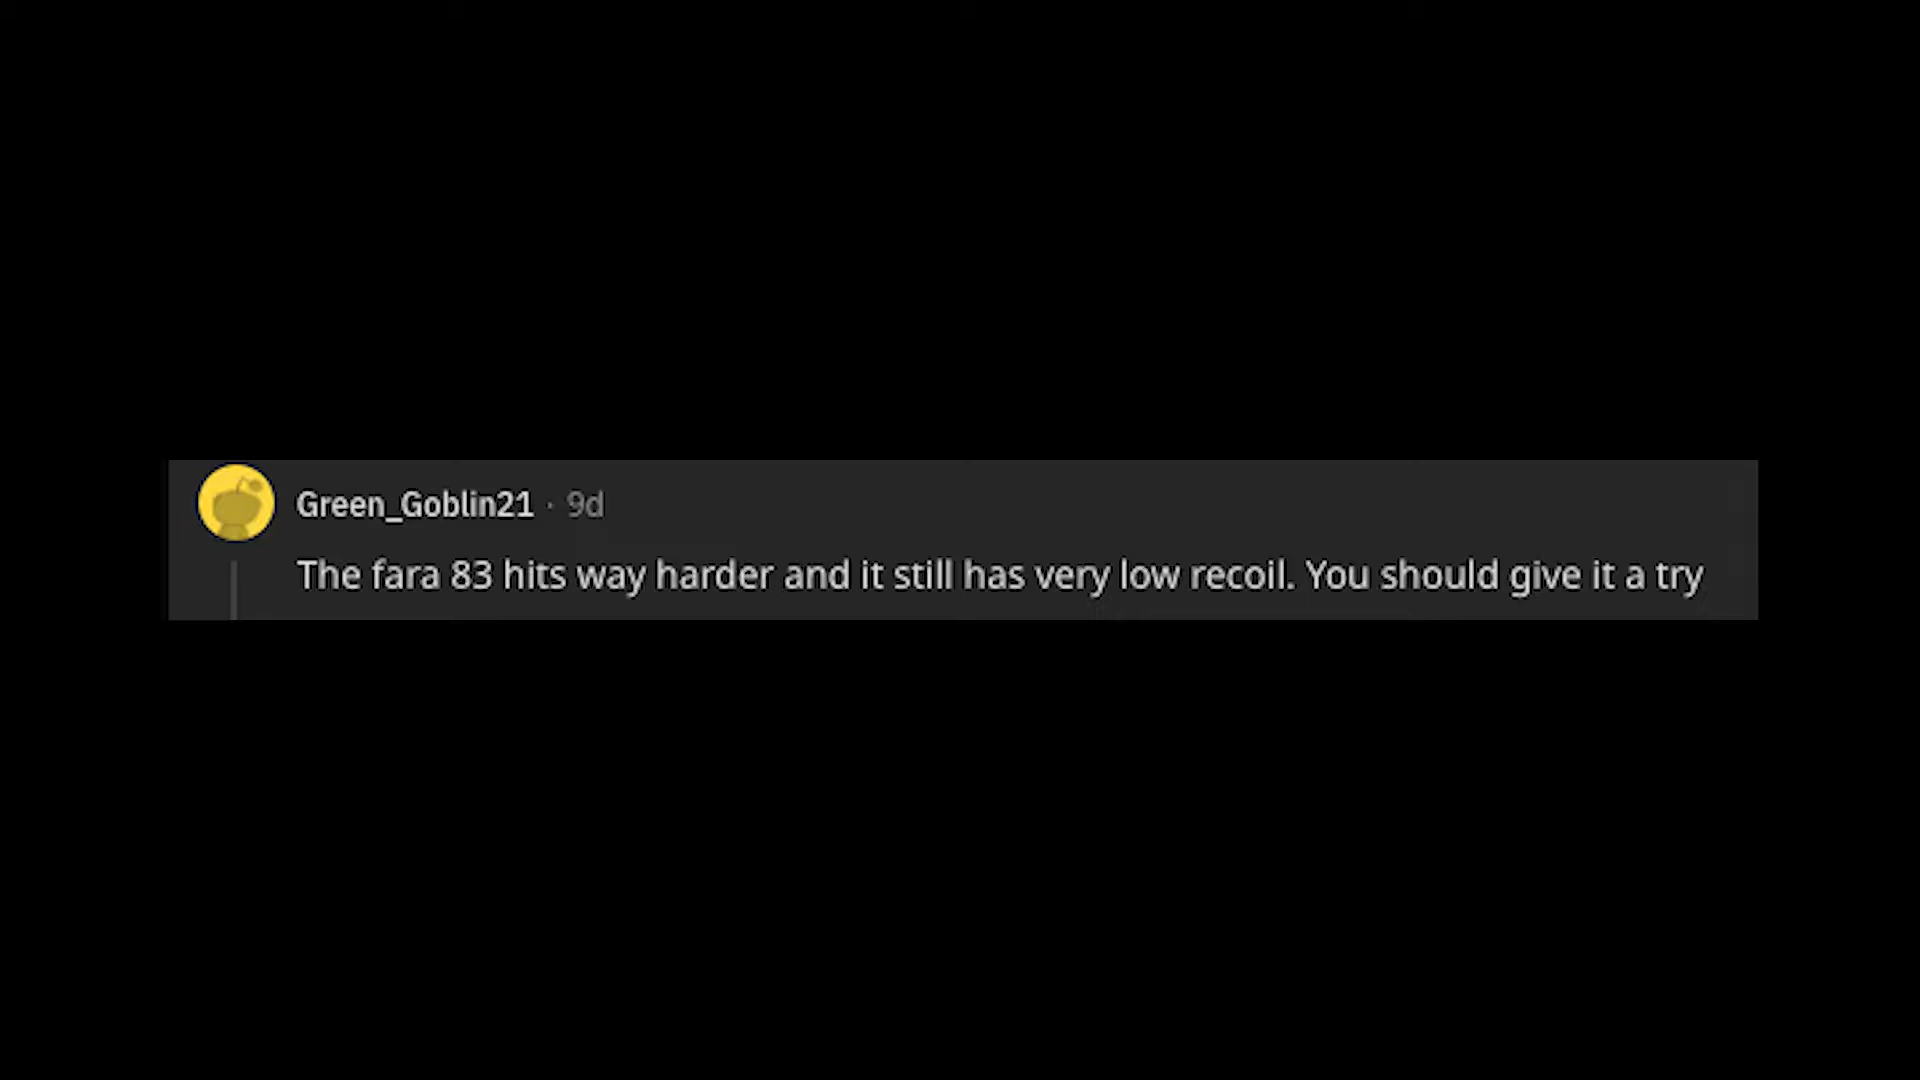 Green_Goblin21 · 9d
The fara 83 hits way harder and it still has very low recoil. You should give it a try